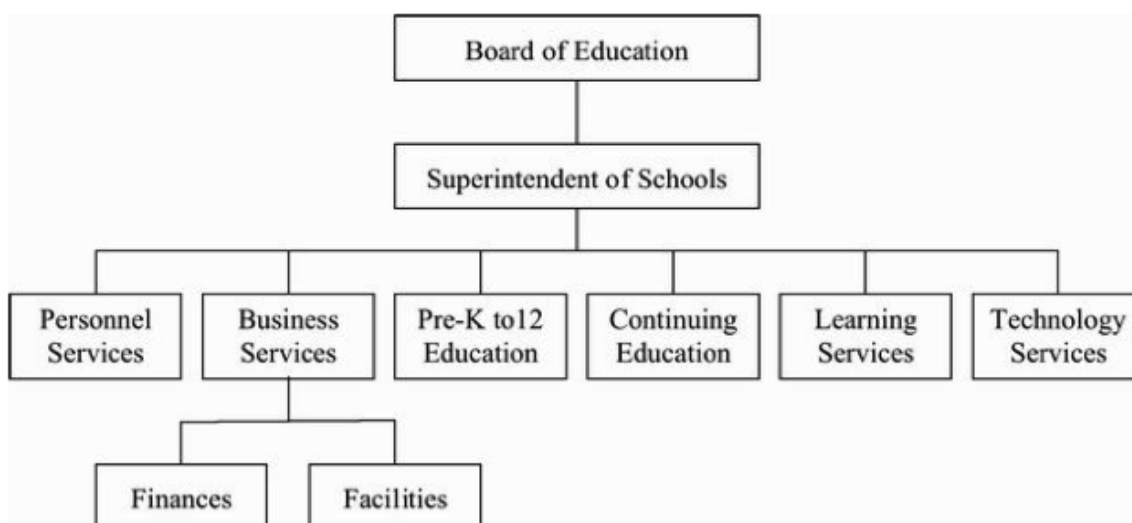 Board of Education
Superintendent of Schools
Personnel
Services
Business
Services
Pre-K to12
Education
Continuing
Education
Learning
Services
Technology
Services
Finances
Facilities